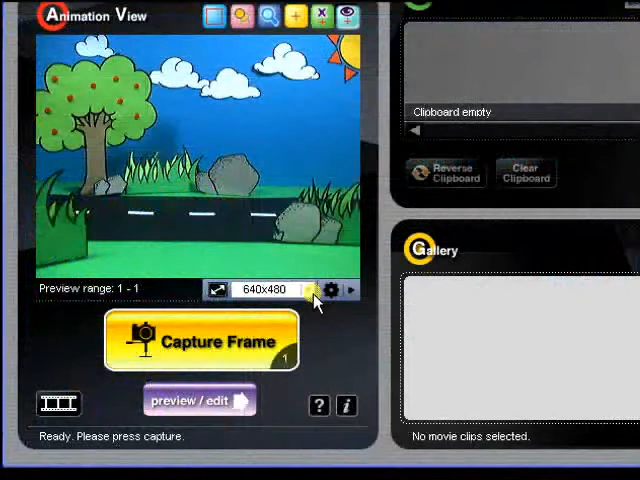 Animation View
Clipboard empty
Reverse
Clipboard
Clear
Clipboard
Preview range: 1 - 1
640x480
Gallery
Capture Frame
1
preview / edit
? i
Ready. Please press capture.
No movie clips selected.